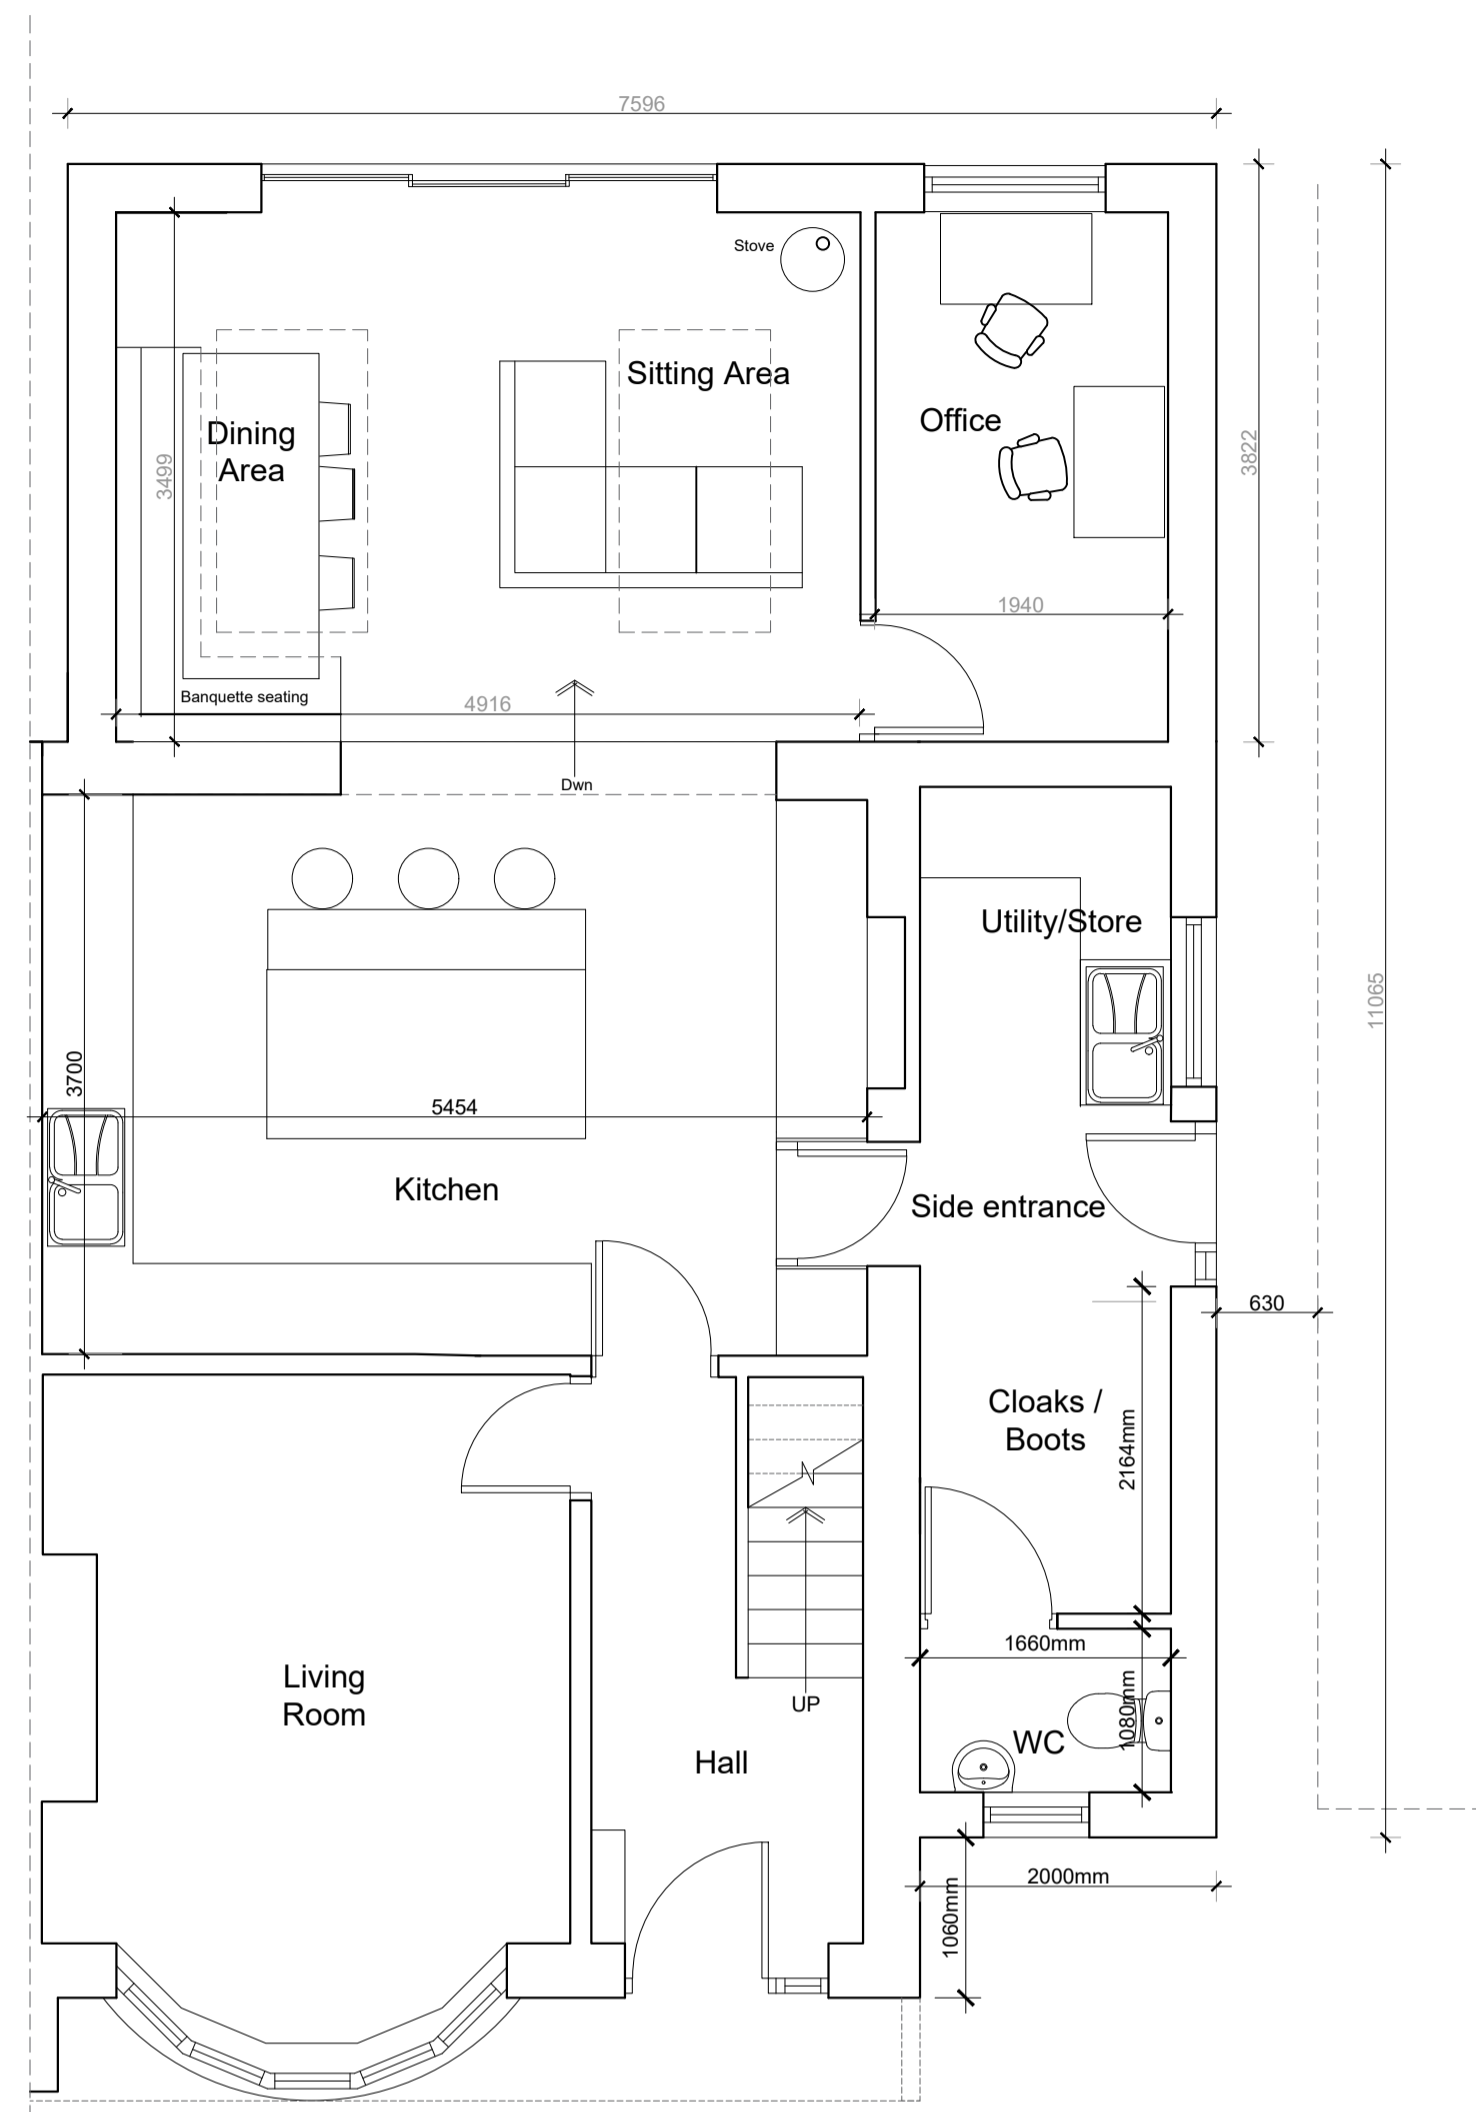 7596
Stove
Sitting Area
Dining
Area
Office
3499
3822
1940
Banquette seating
4916
Dwn
Utility/Store
11065
3700
5454
Kitchen
Side entrance
630
Cloaks /
Boots
2164mm
1660mm
Living
Room
UP
1080mm
WC
Hall
2000mm
1060mm